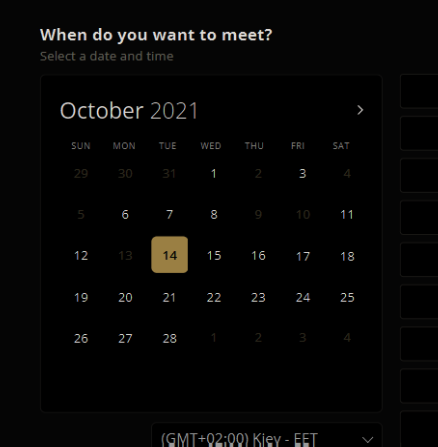 When do you want to meet?
Select a date and time
October 2021
SUN MON TUE WED THU FRI SAT
29 30 31 1 2 3 4
5 6 7 8 9 10 11
12 13 14 15 16 17 18
19 20 21 22 23 24 25
26 27 28 1 2 3 4
(GMT+02:00) Kiev - EET